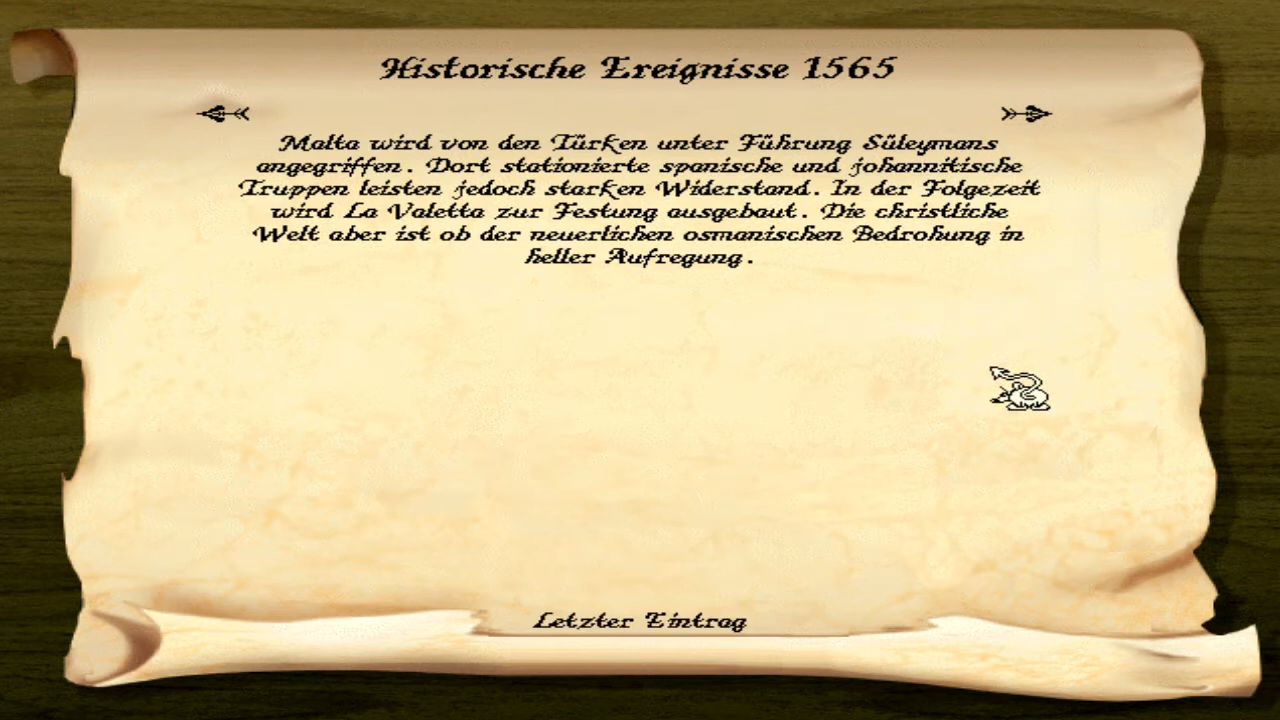 Historische Ereignisse 1565
Malta wird von den Türken unter Führung Süleymans
angegriffen. Dort stationierte spanische und johannitische
Truppen leisten jedoch starken Widerstand. In der Folgezeit
wird La Valetta zur Festung ausgebaut. Die christliche
Welt aber ist ob der neuerlichen osmanischen Bedrohung in
heller Aufregung.
Letzter Eintrag